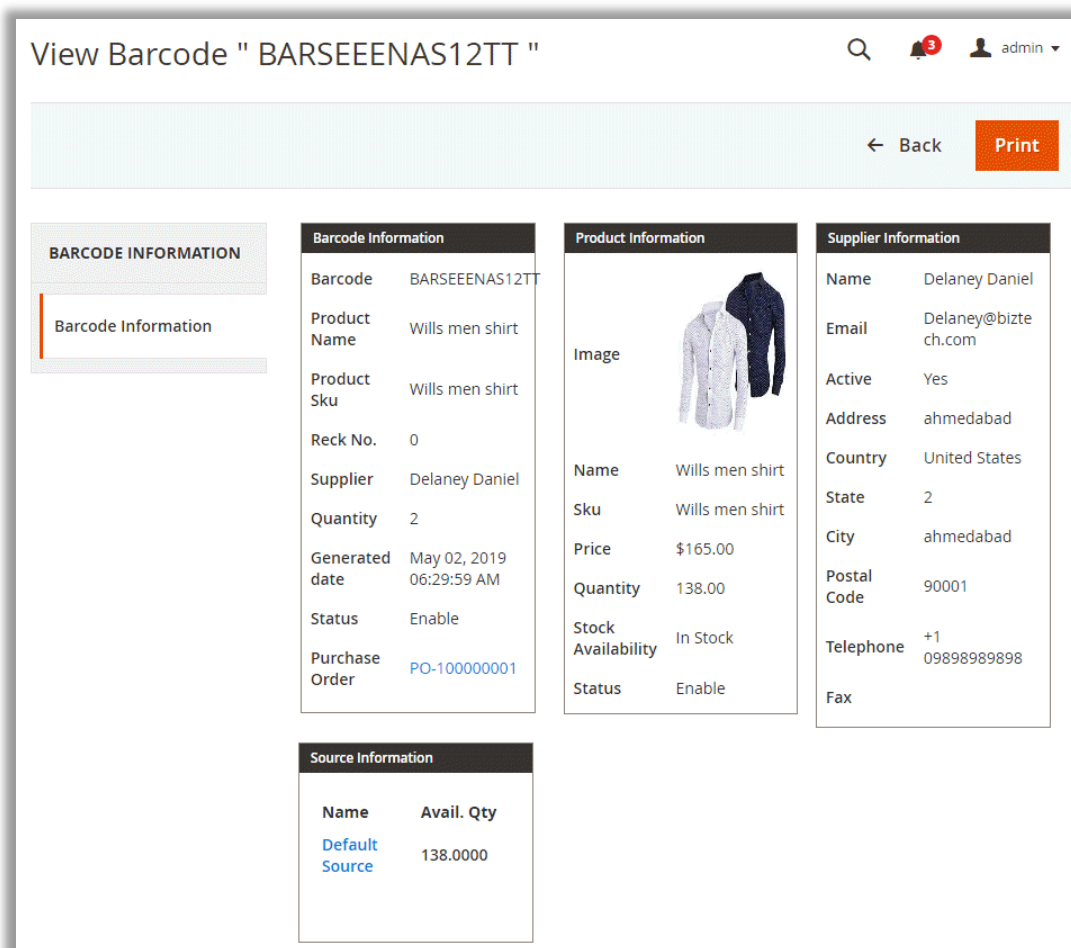 View Barcode " BARSEEENAS12TT "
3
admin
← Back
Print
BARCODE INFORMATION
Barcode Information
Barcode Information
Barcode BARSEEENAS12TT
Product
Name
Wills men shirt
Product
Sku
Wills men shirt
Reck No. 0
Supplier Delaney Daniel
Quantity 2
Generated
date
May 02, 2019
06:29:59 AM
Status Enable
Purchase
Order
PO-100000001
Product Information
Image
Name Wills men shirt
Sku Wills men shirt
Price $165.00
Quantity 138.00
Stock
Availability
In Stock
Status Enable
Supplier Information
Name Delaney Daniel
Email
Delaney@bizte
ch.com
Active Yes
Address ahmedabad
Country United States
State 2
City ahmedabad
Postal
Code
90001
Telephone
+1
09898989898
Fax
Source Information
Name Avail. Qty
Default
Source
138.0000